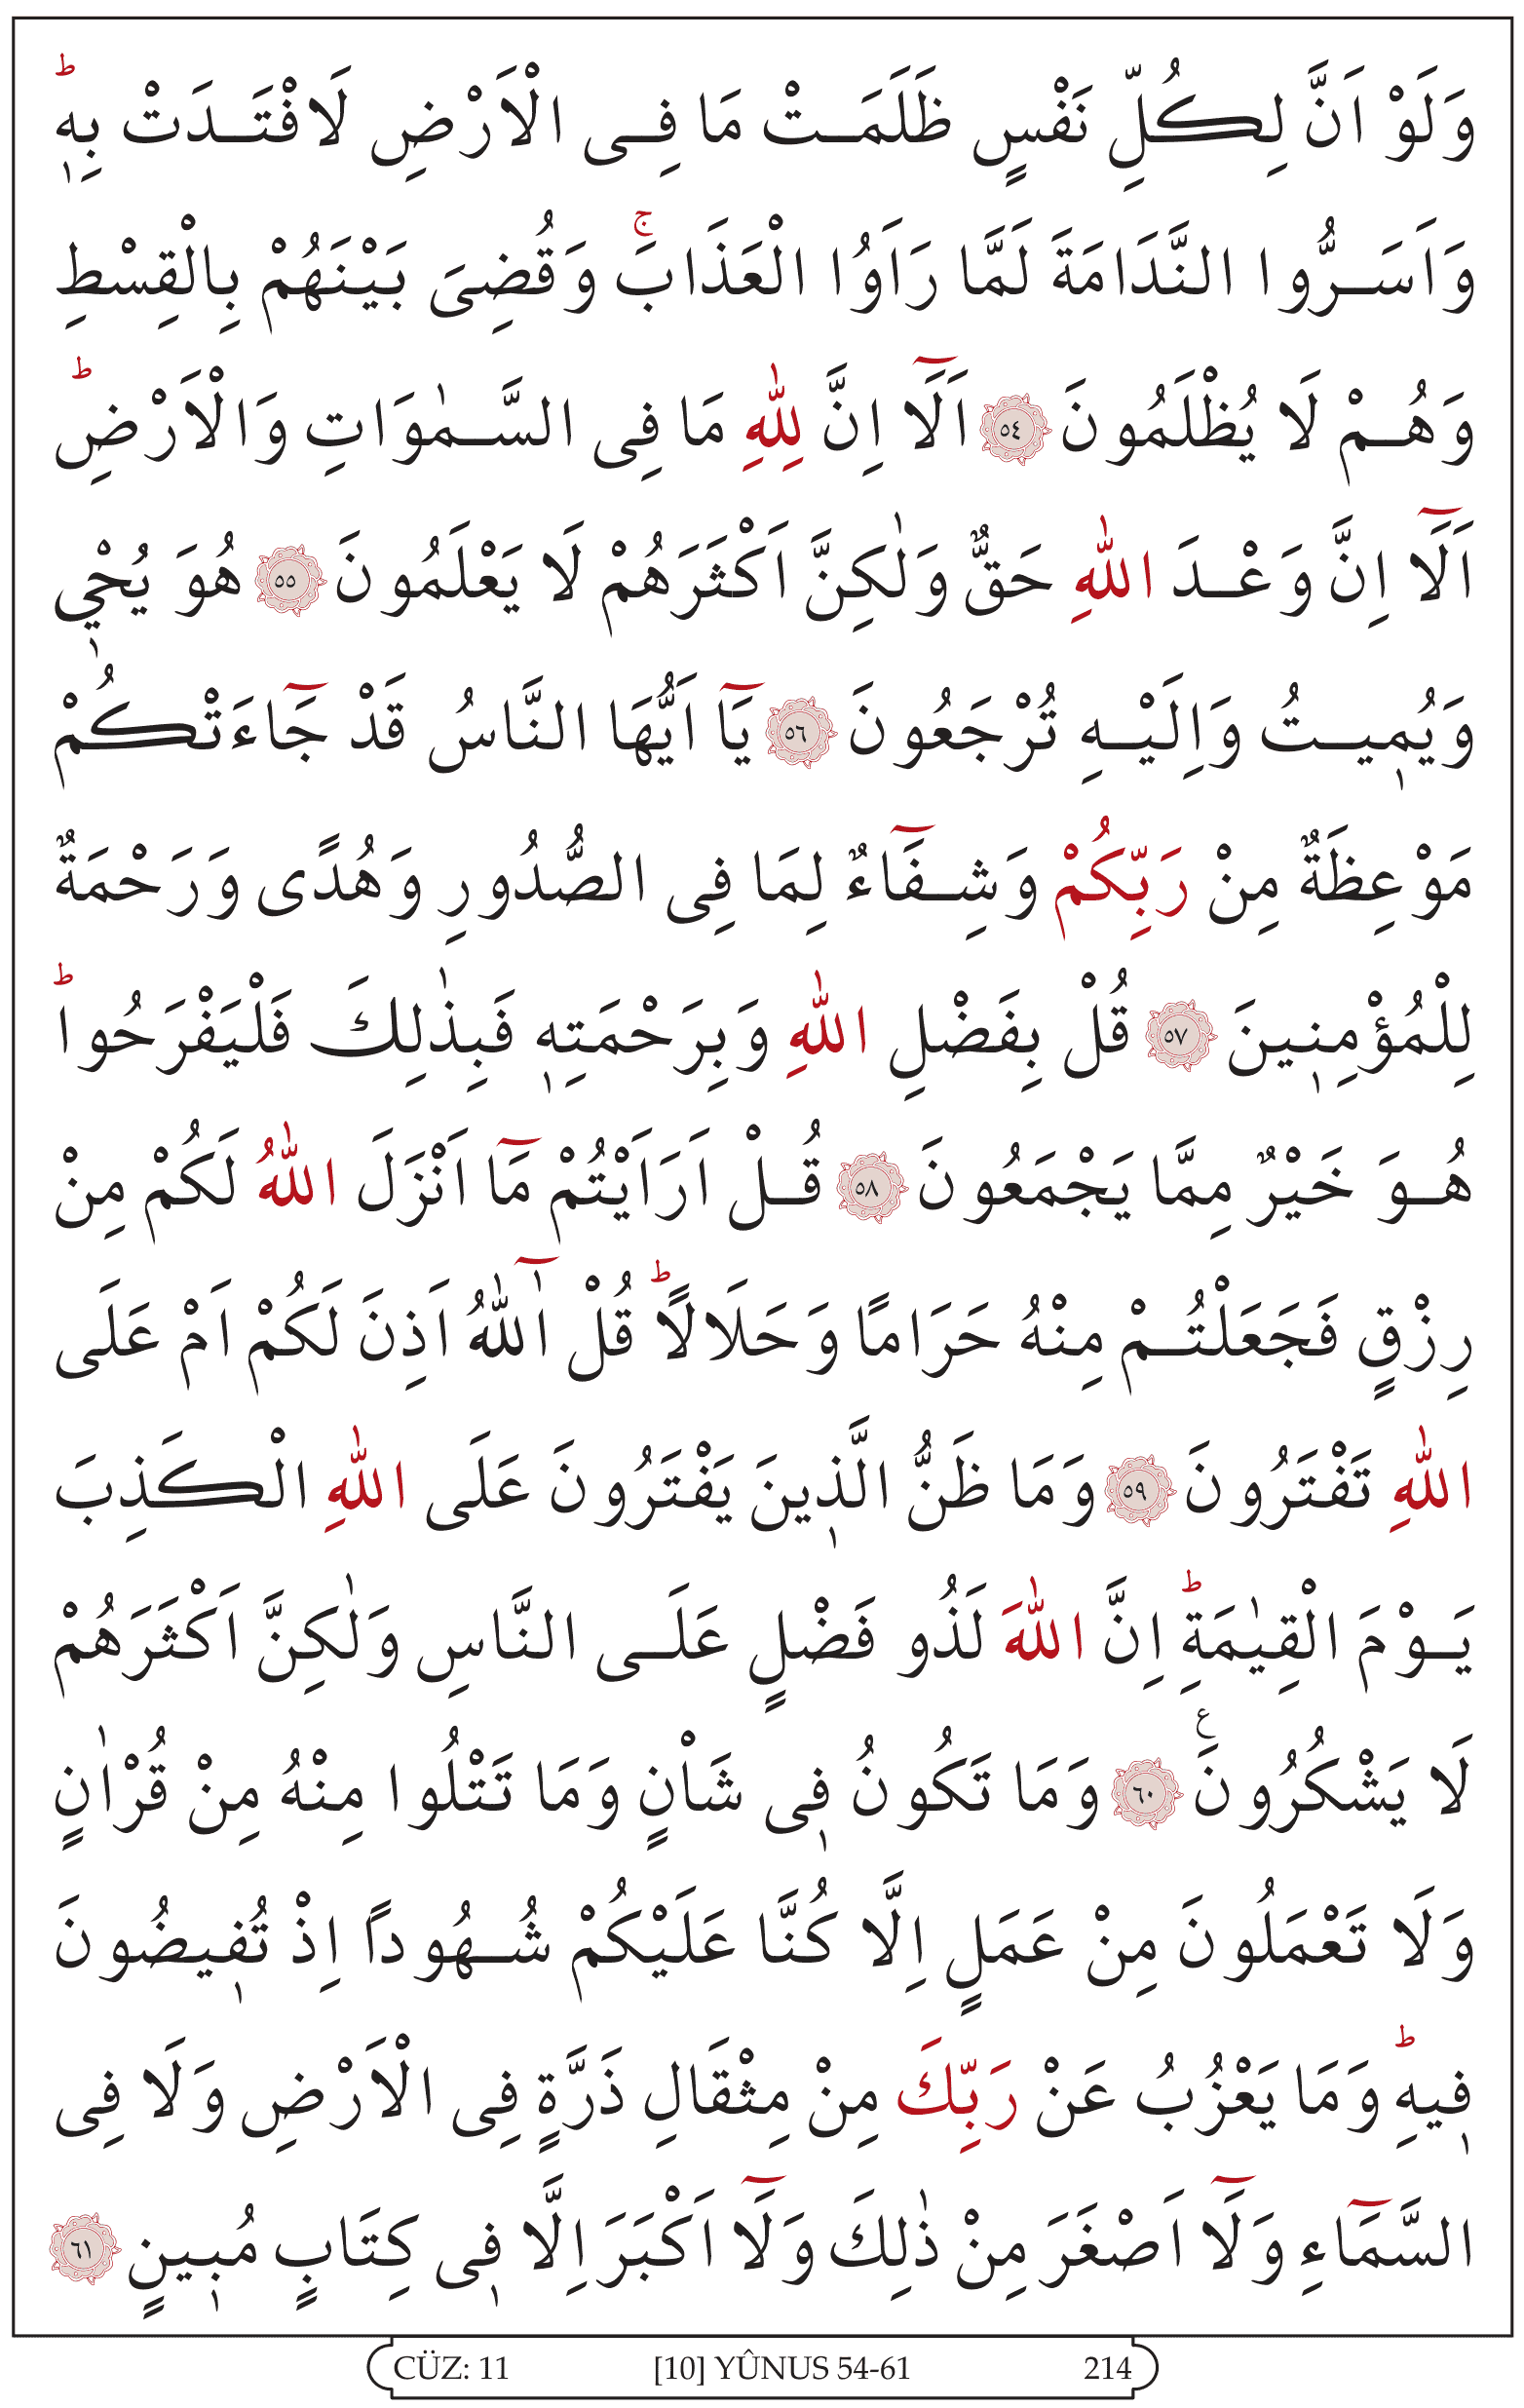 وَلَوْ اَنَّ لِكُلِّ نَفْسٍ ظَلَمَتْ مَا فِى الْاَرْضِ لَافْتَدَتْ بِهٖؕ
وَاَسَرُّوا النَّدَامَةَ لَمَّا رَاَوُا الْعَذَابَۚ وَقُضِىَ بَيْنَهُمْ بِالْقِسْطِ
وَهُمْ لَا يُظْلَمُونَ ﴿٥٤﴾ اَلَٓا اِنَّ لِلّٰهِ مَا فِى السَّمٰوَاتِ وَالْاَرْضِؕ
اَلَٓا اِنَّ وَعْدَ اللّٰهِ حَقٌّ وَلٰكِنَّ اَكْثَرَهُمْ لَا يَعْلَمُونَ ﴿٥٥﴾ هُوَ يُحْيٖ
وَيُمٖيتُ وَاِلَيْهِ تُرْجَعُونَ ﴿٥٦﴾ يَٓا اَيُّهَا النَّاسُ قَدْ جَٓاءَتْكُمْ
مَوْعِظَةٌ مِنْ رَبِّكُمْ وَشِفَٓاءٌ لِمَا فِى الصُّدُورِ وَهُدًى وَرَحْمَةٌ
لِلْمُؤْمِنٖينَ ﴿٥٧﴾ قُلْ بِفَضْلِ اللّٰهِ وَبِرَحْمَتِهٖ فَبِذٰلِكَ فَلْيَفْرَحُواؕ
هُوَ خَيْرٌ مِمَّا يَجْمَعُونَ ﴿٥٨﴾ قُلْ اَرَاَيْتُمْ مَٓا اَنْزَلَ اللّٰهُ لَكُمْ مِنْ
رِزْقٍ فَجَعَلْتُمْ مِنْهُ حَرَامًا وَحَلَالًاؕ قُلْ آٰللّٰهُ اَذِنَ لَكُمْ اَمْ عَلَى
اللّٰهِ تَفْتَرُونَ ﴿٥٩﴾ وَمَا ظَنُّ الَّذٖينَ يَفْتَرُونَ عَلَى اللّٰهِ الْكَذِبَ
يَوْمَ الْقِيٰمَةِؕ اِنَّ اللّٰهَ لَذُو فَضْلٍ عَلَى النَّاسِ وَلٰكِنَّ اَكْثَرَهُمْ
لَا يَشْكُرُونَࣖ ﴿٦٠﴾ وَمَا تَكُونُ فٖى شَاْنٍ وَمَا تَتْلُوا مِنْهُ مِنْ قُرْاٰنٍ
وَلَا تَعْمَلُونَ مِنْ عَمَلٍ اِلَّا كُنَّا عَلَيْكُمْ شُهُودًا اِذْ تُفٖيضُونَ
فٖيهِؕ وَمَا يَعْزُبُ عَنْ رَبِّكَ مِنْ مِثْقَالِ ذَرَّةٍ فِى الْاَرْضِ وَلَا فِى
السَّمَٓاءِ وَلَٓا اَصْغَرَ مِنْ ذٰلِكَ وَلَٓا اَكْبَرَ اِلَّا فٖى كِتَابٍ مُبٖينٍ ﴿٦١﴾
CÜZ: 11 [10] YÛNUS 54-61 214